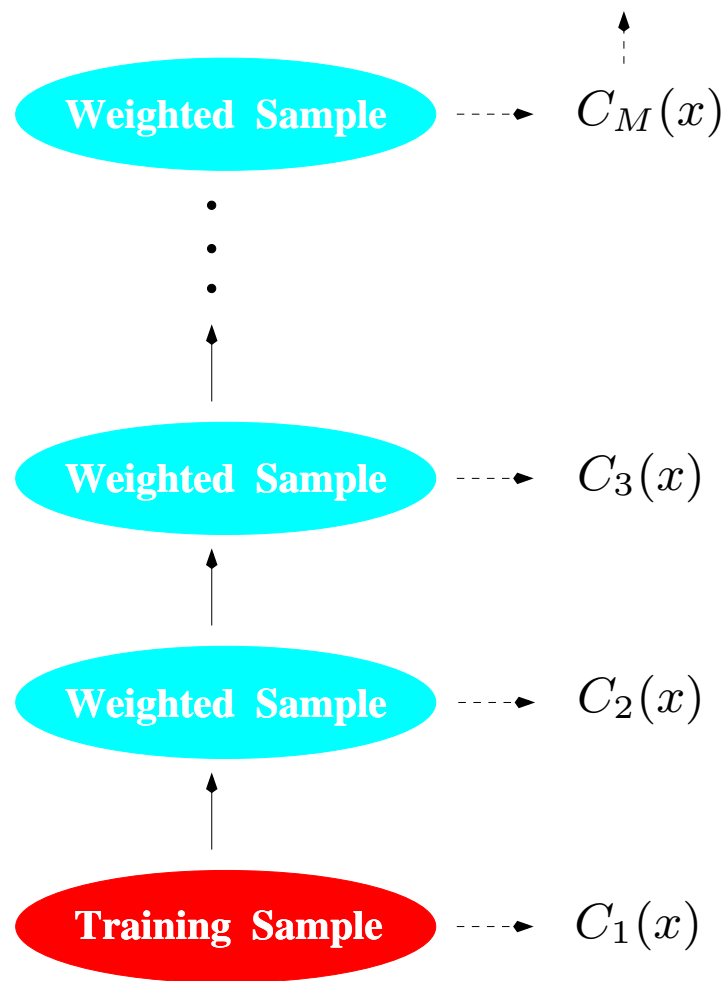 Weighted Sample C_M(x)
Weighted Sample C_3(x)
Weighted Sample C_2(x)
Training Sample C_1(x)